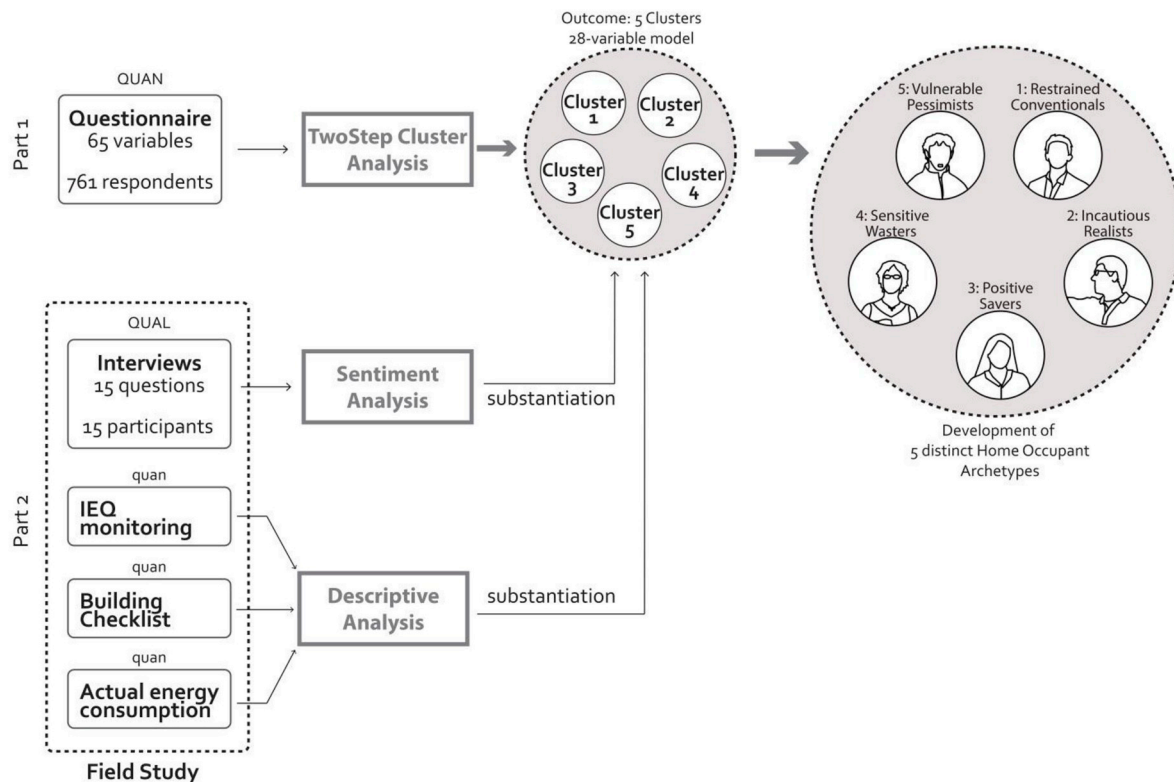 Part 1
QUAN
Questionnaire
65 variables
761 respondents
TwoStep Cluster
Analysis
Outcome: 5 Clusters
28-variable model
Cluster
1
Cluster
2
Cluster
3
Cluster
4
Cluster
5
5: Vulnerable
Pessimists
1: Restrained
Conventionals
4: Sensitive
Wasters
2: Incautious
Realists
3: Positive
Savers
Development of
5 distinct Home Occupant
Archetypes
Part 2
QUAL
Interviews
15 questions
15 participants
Sentiment
Analysis
substantiation
quan
IEQ
monitoring
quan
Building
Checklist
quan
Actual energy
consumption
Descriptive
Analysis
substantiation
Field Study